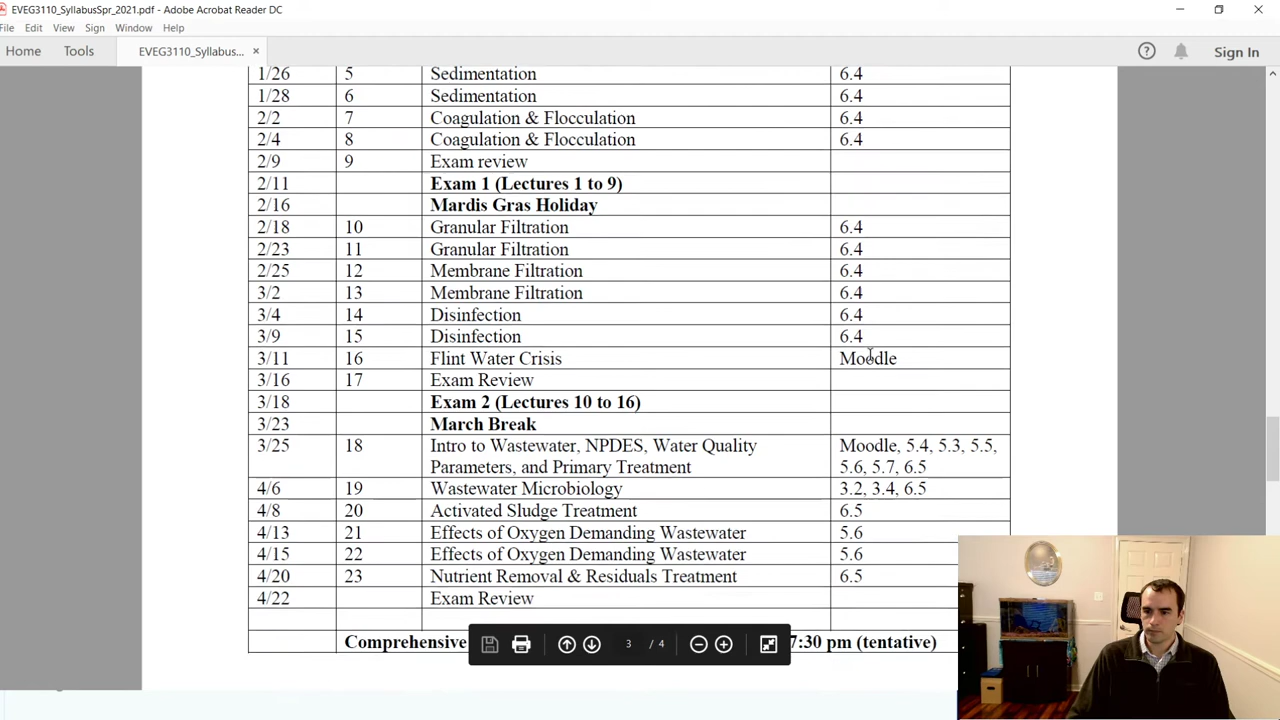 EVEG3110_SyllabusSpr_2021.pdf - Adobe Acrobat Reader DC
File Edit View Sign Window Help
Home Tools EVEG3110_Syllabus... × Sign In
1/26 5 Sedimentation 6.4
1/28 6 Sedimentation 6.4
2/2 7 Coagulation & Flocculation 6.4
2/4 8 Coagulation & Flocculation 6.4
2/9 9 Exam review
2/11 Exam 1 (Lectures 1 to 9)
2/16 Mardis Gras Holiday
2/18 10 Granular Filtration 6.4
2/23 11 Granular Filtration 6.4
2/25 12 Membrane Filtration 6.4
3/2 13 Membrane Filtration 6.4
3/4 14 Disinfection 6.4
3/9 15 Disinfection 6.4
3/11 16 Flint Water Crisis Moodle
3/16 17 Exam Review
3/18 Exam 2 (Lectures 10 to 16)
3/23 March Break
3/25 18 Intro to Wastewater, NPDES, Water Quality Moodle, 5.4, 5.3, 5.5,
Parameters, and Primary Treatment 5.6, 5.7, 6.5
4/6 19 Wastewater Microbiology 3.2, 3.4, 6.5
4/8 20 Activated Sludge Treatment 6.5
4/13 21 Effects of Oxygen Demanding Wastewater 5.6
4/15 22 Effects of Oxygen Demanding Wastewater 5.6
4/20 23 Nutrient Removal & Residuals Treatment 6.5
4/22 Exam Review
Comprehensive 7:30 pm (tentative)
3 / 4